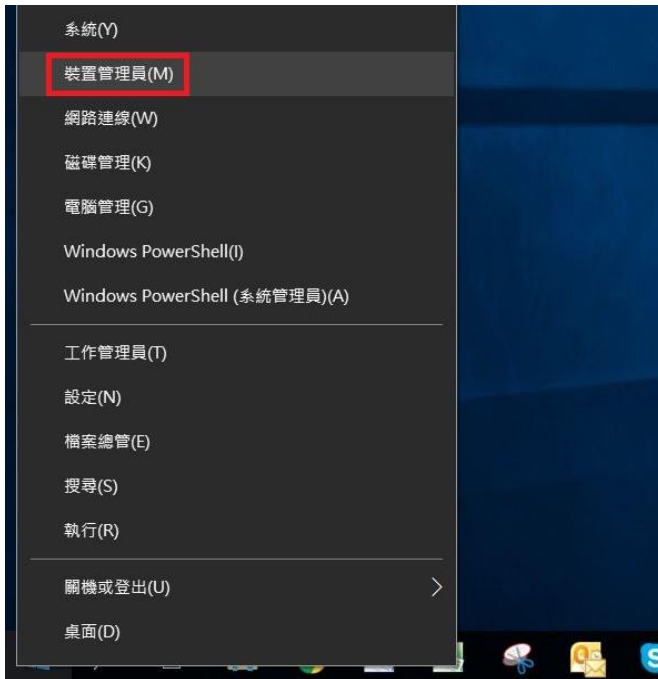 系統(Y)
裝置管理員(M)
網路連線(W)
磁碟管理(K)
電腦管理(G)
Windows PowerShell(I)
Windows PowerShell (系統管理員)(A)
工作管理員(T)
設定(N)
檔案總管(E)
搜尋(S)
執行(R)
關機或登出(U)
桌面(D)